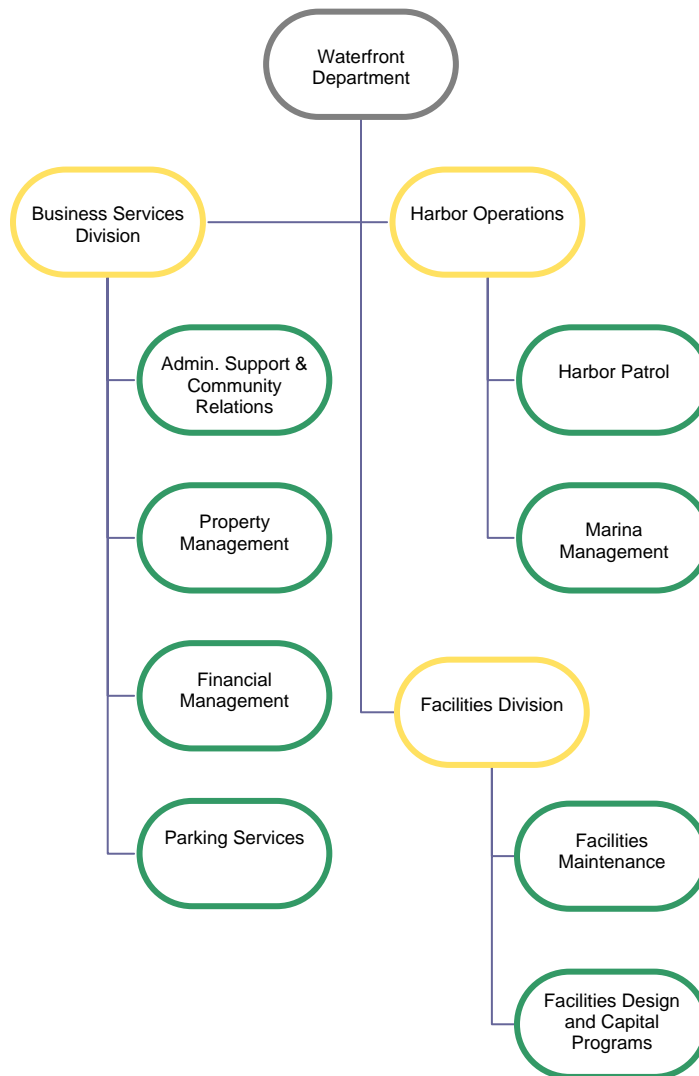 Waterfront
Department
Business Services
Division
Harbor Operations
Admin. Support &
Community
Relations
Harbor Patrol
Property
Management
Marina
Management
Financial
Management
Facilities Division
Parking Services
Facilities
Maintenance
Facilities Design
and Capital
Programs